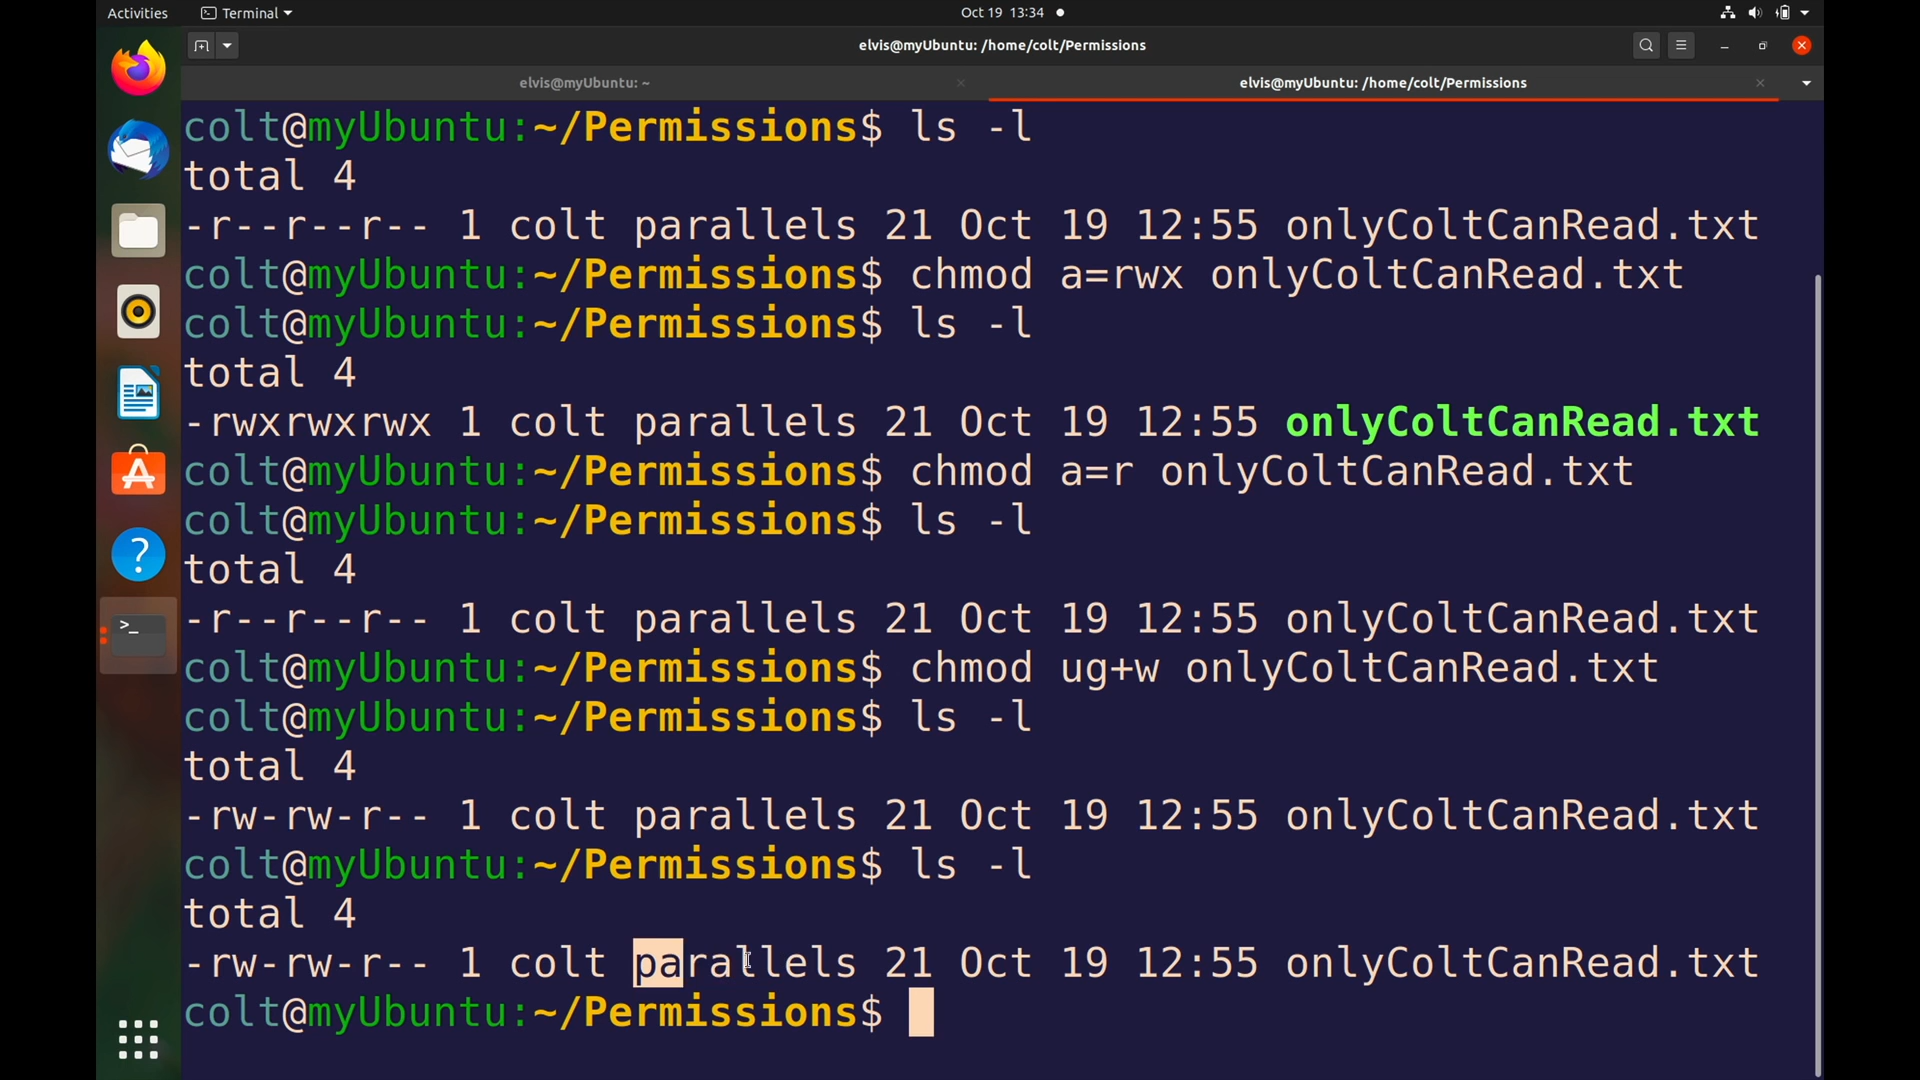 Activities Terminal Oct 19 13:34
elvis@myUbuntu: /home/colt/Permissions
elvis@myUbuntu: ~ elvis@myUbuntu: /home/colt/Permissions
colt@myUbuntu:~/Permissions$ ls -l
total 4
-r--r--r-- 1 colt parallels 21 Oct 19 12:55 onlyColtCanRead.txt
colt@myUbuntu:~/Permissions$ chmod a=rwx onlyColtCanRead.txt
colt@myUbuntu:~/Permissions$ ls -l
total 4
-rwxrwxrwx 1 colt parallels 21 Oct 19 12:55 onlyColtCanRead.txt
colt@myUbuntu:~/Permissions$ chmod a=r onlyColtCanRead.txt
colt@myUbuntu:~/Permissions$ ls -l
total 4
-r--r--r-- 1 colt parallels 21 Oct 19 12:55 onlyColtCanRead.txt
colt@myUbuntu:~/Permissions$ chmod ug+w onlyColtCanRead.txt
colt@myUbuntu:~/Permissions$ ls -l
total 4
-rw-rw-r-- 1 colt parallels 21 Oct 19 12:55 onlyColtCanRead.txt
colt@myUbuntu:~/Permissions$ ls -l
total 4
-rw-rw-r-- 1 colt parallels 21 Oct 19 12:55 onlyColtCanRead.txt
colt@myUbuntu:~/Permissions$